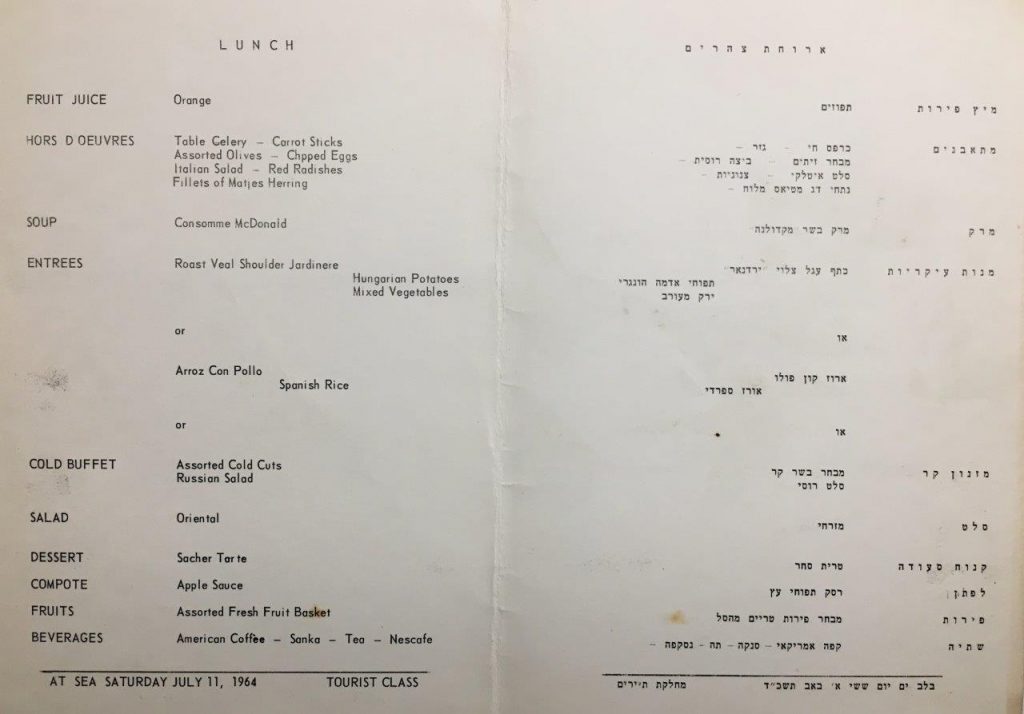 LUNCH
FRUIT JUICE Orange
HORS D OEUVRES Table Celery – Carrot Sticks
Assorted Olives – Chpped Eggs
Italian Salad – Red Radishes
Fillets of Matjes Herring
SOUP Consomme McDonald
ENTREES Roast Veal Shoulder Jardinere
Hungarian Potatoes
Mixed Vegetables
or
Arroz Con Pollo
Spanish Rice
or
COLD BUFFET Assorted Cold Cuts
Russian Salad
SALAD Oriental
DESSERT Sacher Tarte
COMPOTE Apple Sauce
FRUITS Assorted Fresh Fruit Basket
BEVERAGES American Coffee – Sanka – Tea – Nescafe
AT SEA SATURDAY JULY 11, 1964 TOURIST CLASS
ארוחת צהרים
מיץ פירות תפוזים
מתאבנים כרפס חי – גזר –
מבחר זיתים – ביצה רוסית –
סלט איטלקי – צנוניות –
נתחי דג מטיאס מלוח –
מרק מרק בשר מקדולנה
מנות עיקריות כתף עגל צלוי "ירדנאר"
תפוחי אדמה הונגרי
ירק מעורב
או
ארוז קון פולו
אורז ספרדי
או
מזנון קר מבחר בשר קר
סלט רוסי
סלט מזרחי
קנוח סעודה טרית סחר
לפתן רסק תפוחי עץ
פירות מבחר פירות טריים מהסל
שתיה קפה אמריקאי – סנקה – תה – נסקפה –
בלב ים יום ששי א' באב תשכ"ד מחלקת תיירים